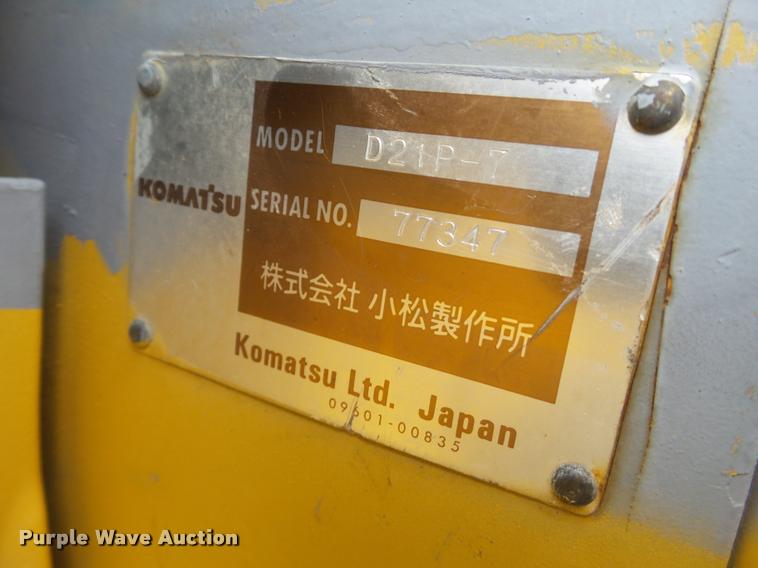 MODEL D21P-7
KOMATSU
SERIAL NO. 77347
株式会社 小松製作所
Komatsu Ltd. Japan
09601-00835
Purple Wave Auction